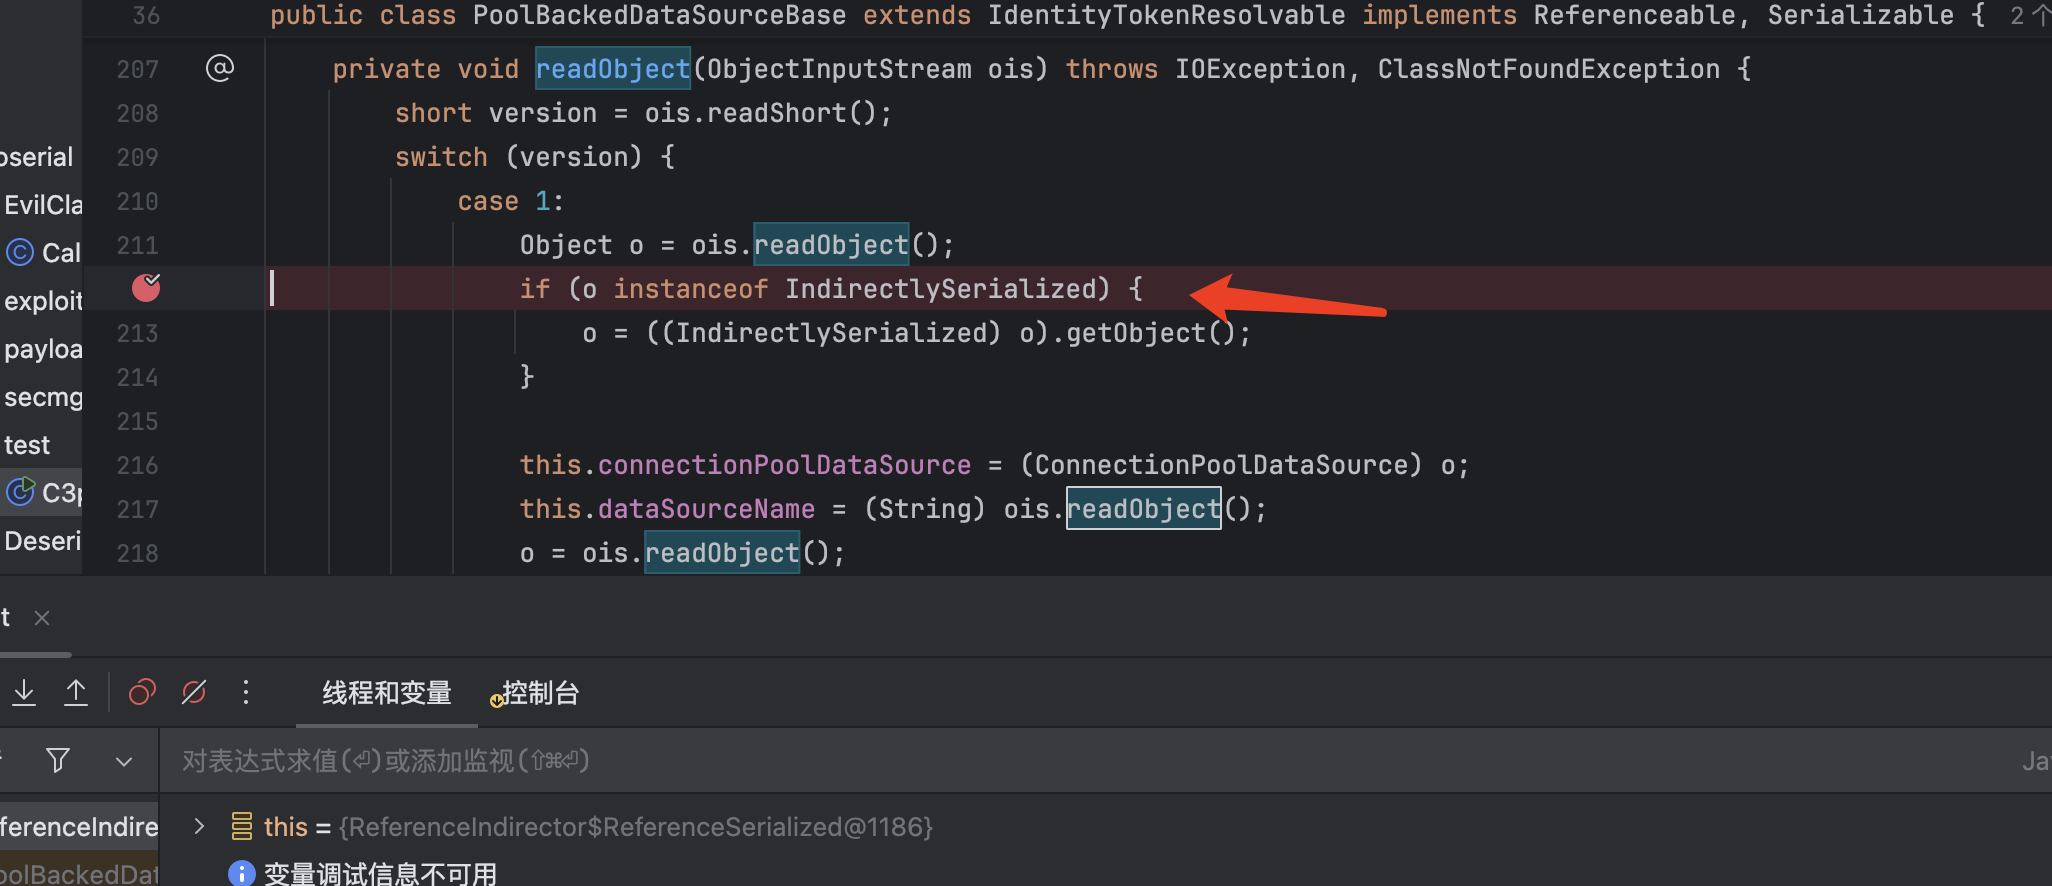 36 public class PoolBackedDataSourceBase extends IdentityTokenResolvable implements Referenceable, Serializable { 2个
207 @ private void readObject(ObjectInputStream ois) throws IOException, ClassNotFoundException {
208 short version = ois.readShort();
209 switch (version) {
210 case 1:
211 Object o = ois.readObject();
if (o instanceof IndirectlySerialized) {
213 o = ((IndirectlySerialized) o).getObject();
214 }
215
216 this.connectionPoolDataSource = (ConnectionPoolDataSource) o;
217 this.dataSourceName = (String) ois.readObject();
218 o = ois.readObject();
oserial
EvilCla
C Cal
exploit
payloa
secmg
test
C C3p
Deseri
t ×
线程和变量 控制台
对表达式求值(⏎)或添加监视(⇧⌘⏎) Ja
ferenceIndire
this = {ReferenceIndirector$ReferenceSerialized@1186}
oolBackedDat
变量调试信息不可用